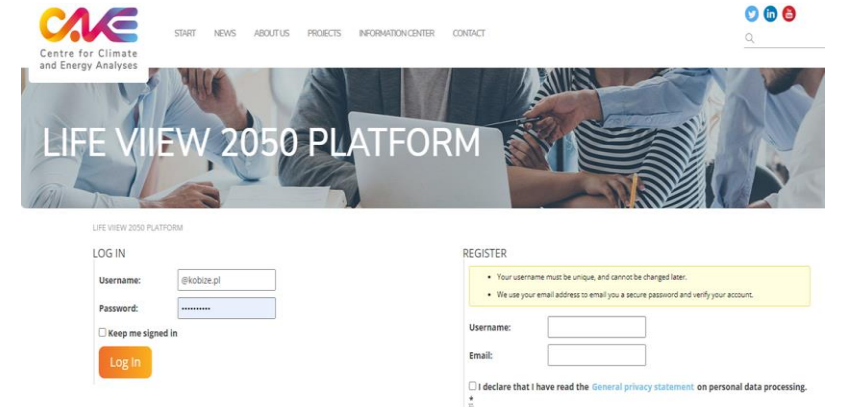 CAKE
Centre for Climate
and Energy Analyses
START NEWS ABOUT US PROJECTS INFORMATION CENTER CONTACT
LIFE VIIEW 2050 PLATFORM
LIFE VIIEW 2050 PLATFORM
LOG IN
Username: @kobize.pl
Password: ••••••••••
Keep me signed in
Log In
REGISTER
• Your username must be unique, and cannot be changed later.
• We use your email address to email you a secure password and verify your account.
Username:
Email:
I declare that I have read the General privacy statement on personal data processing.
*